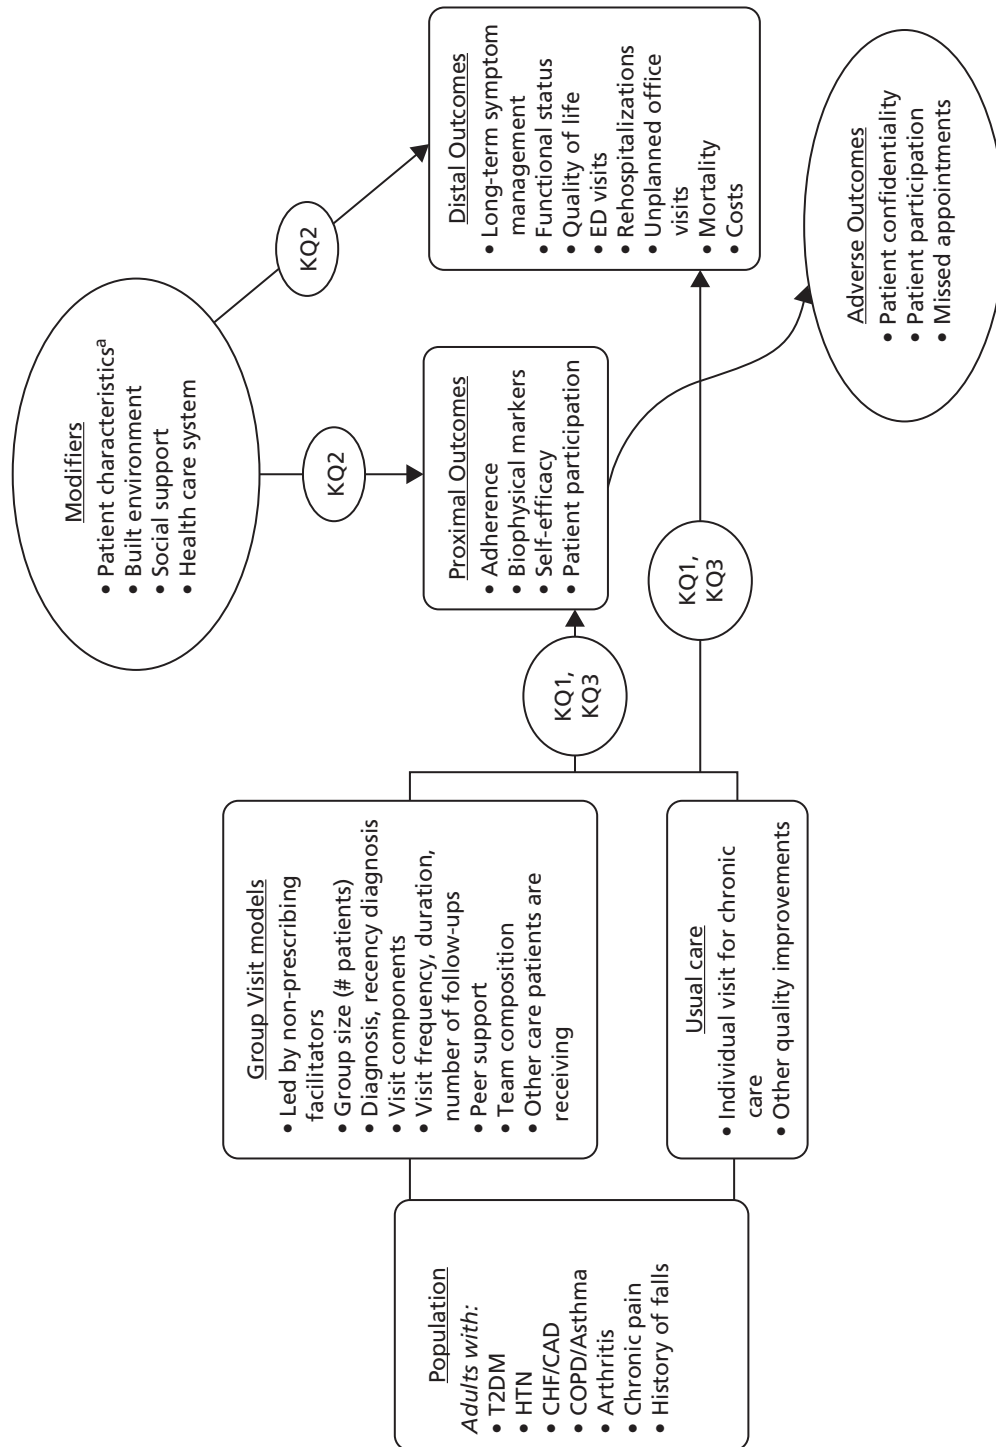 Population
Adults with:
• T2DM
• HTN
• CHF/CAD
• COPD/Asthma
• Arthritis
• Chronic pain
• History of falls
Group Visit models
• Led by non-prescribing
facilitators
• Group size (# patients)
• Diagnosis, recency diagnosis
• Visit components
• Visit frequency, duration,
number of follow-ups
• Peer support
• Team composition
• Other care patients are
receiving
Usual care
• Individual visit for chronic
care
• Other quality improvements
KQ1,
KQ3
KQ1,
KQ3
Modifiers
• Patient characteristicsa
• Built environment
• Social support
• Health care system
KQ2
KQ2
Proximal Outcomes
• Adherence
• Biophysical markers
• Self-efficacy
• Patient participation
Distal Outcomes
• Long-term symptom
management
• Functional status
• Quality of life
• ED visits
• Rehospitalizations
• Unplanned office
visits
• Mortality
• Costs
Adverse Outcomes
• Patient confidentiality
• Patient participation
• Missed appointments